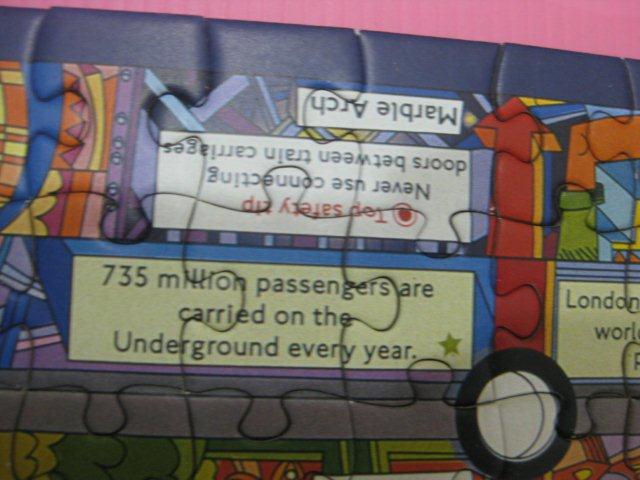 Marble Arch
Top safety tip
Never use connecting
doors between train carriages
735 million passengers are
carried on the
Underground every year.
London